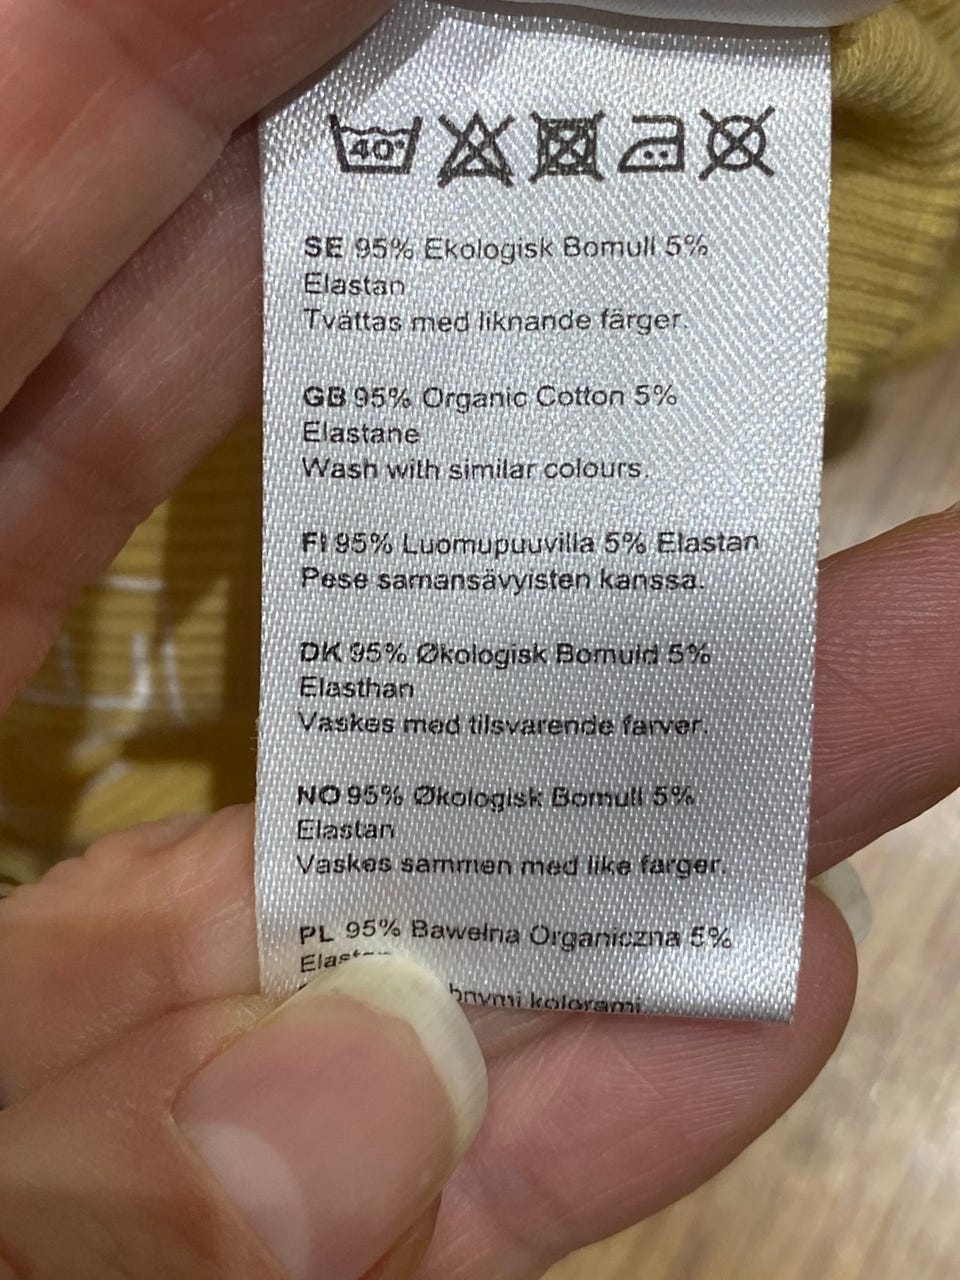 40°
SE 95% Ekologisk Bomull 5%
Elastan
Tvättas med liknande färger.
GB 95% Organic Cotton 5%
Elastane
Wash with similar colours.
FI 95% Luomupuuvilla 5% Elastan
Pese samansävyisten kanssa.
DK 95% Økologisk Bomuld 5%
Elasthan
Vaskes med tilsvarende farver.
NO 95% Økologisk Bomull 5%
Elastan
Vaskes sammen med like farger.
PL 95% Bawełna Organiczna 5%
kolorami